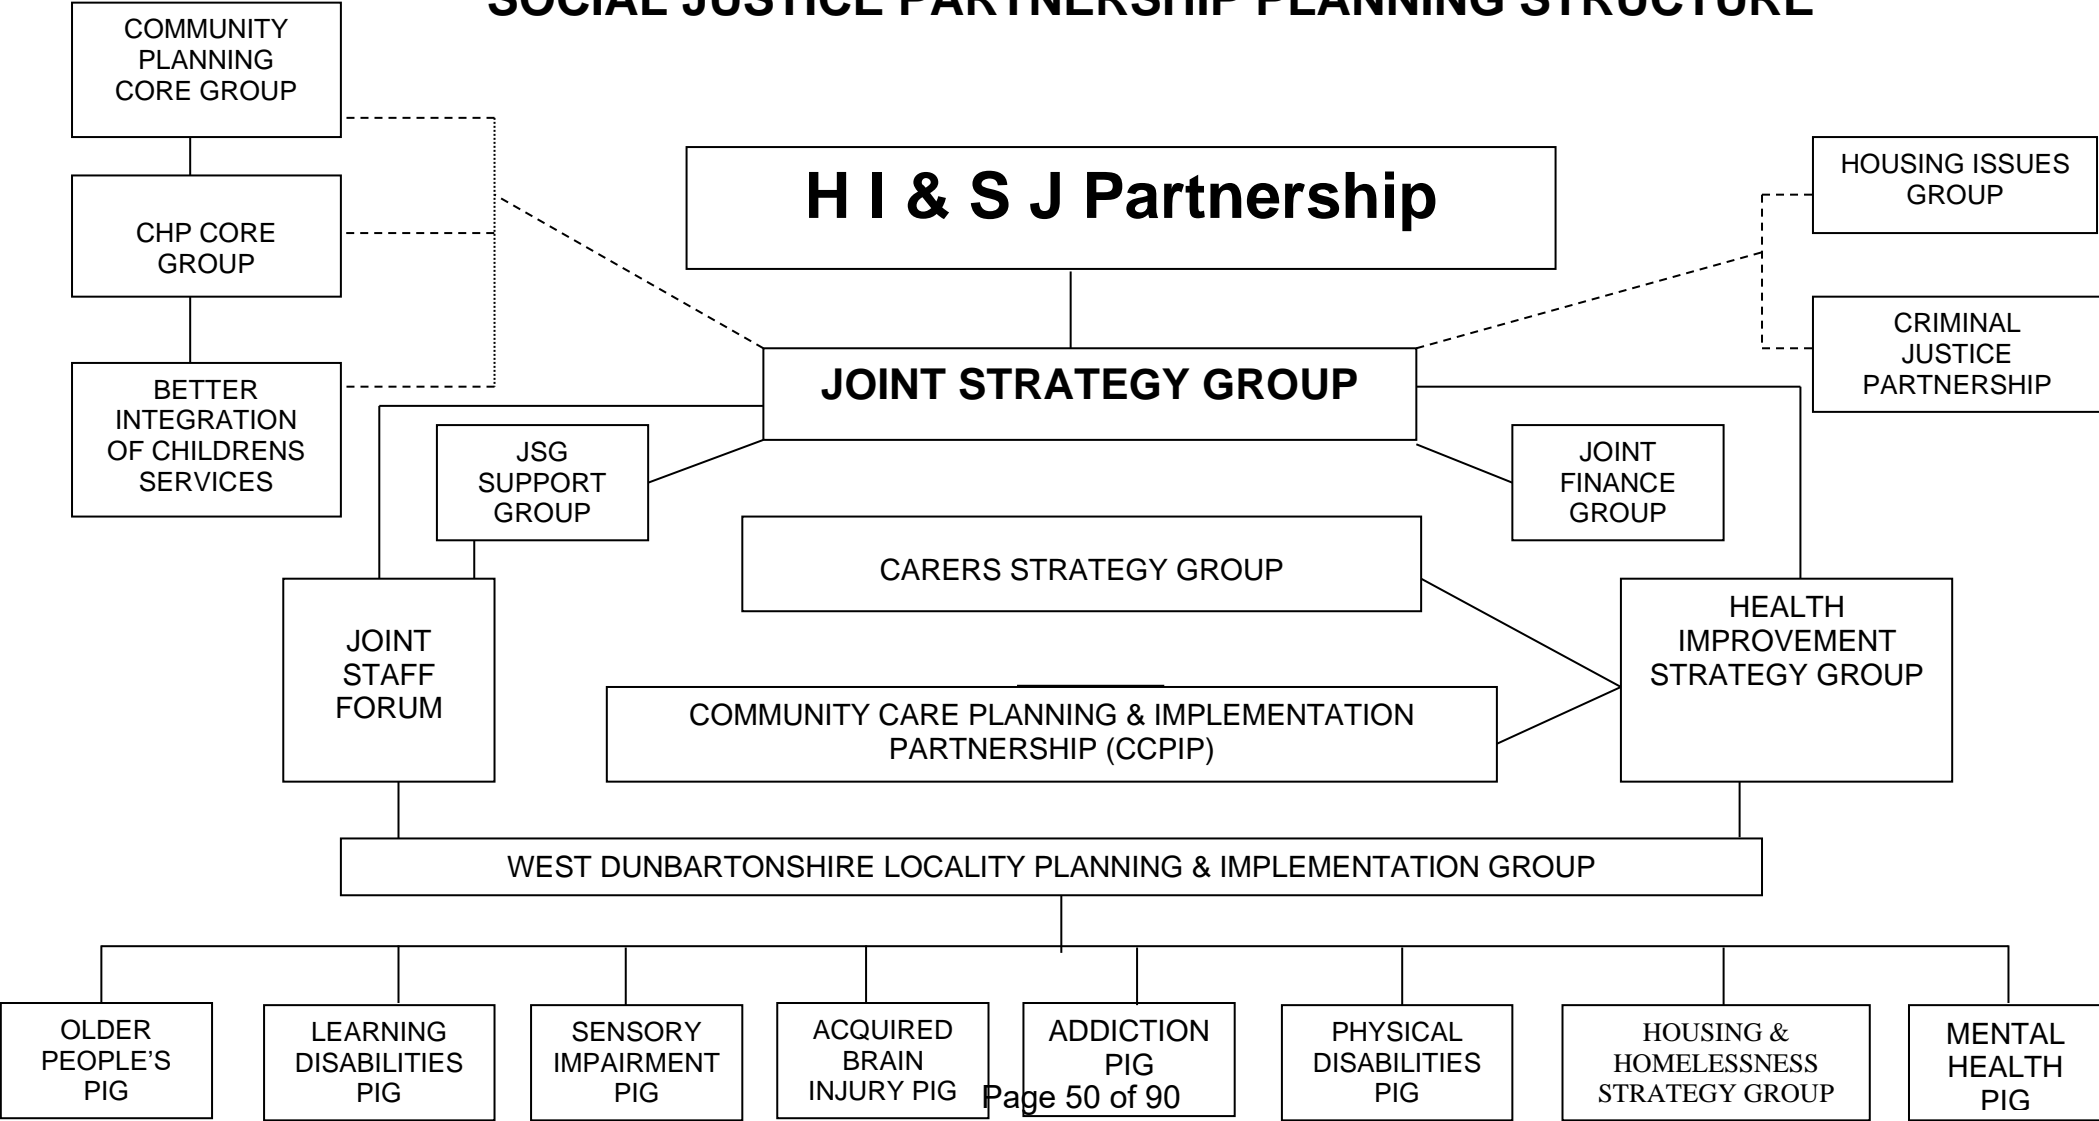 SOCIAL JUSTICE PARTNERSHIP PLANNING STRUCTURE
COMMUNITY
PLANNING
CORE GROUP
CHP CORE
GROUP
BETTER
INTEGRATION
OF CHILDRENS
SERVICES
H I & S J Partnership
HOUSING ISSUES
GROUP
CRIMINAL
JUSTICE
PARTNERSHIP
JOINT STRATEGY GROUP
JSG
SUPPORT
GROUP
JOINT
FINANCE
GROUP
CARERS STRATEGY GROUP
JOINT
STAFF
FORUM
HEALTH
IMPROVEMENT
STRATEGY GROUP
COMMUNITY CARE PLANNING & IMPLEMENTATION
PARTNERSHIP (CCPIP)
WEST DUNBARTONSHIRE LOCALITY PLANNING & IMPLEMENTATION GROUP
OLDER
PEOPLE’S
PIG
LEARNING
DISABILITIES
PIG
SENSORY
IMPAIRMENT
PIG
ACQUIRED
BRAIN
INJURY PIG
ADDICTION
PIG
PHYSICAL
DISABILITIES
PIG
HOUSING &
HOMELESSNESS
STRATEGY GROUP
MENTAL
HEALTH
PIG
Page 50 of 90